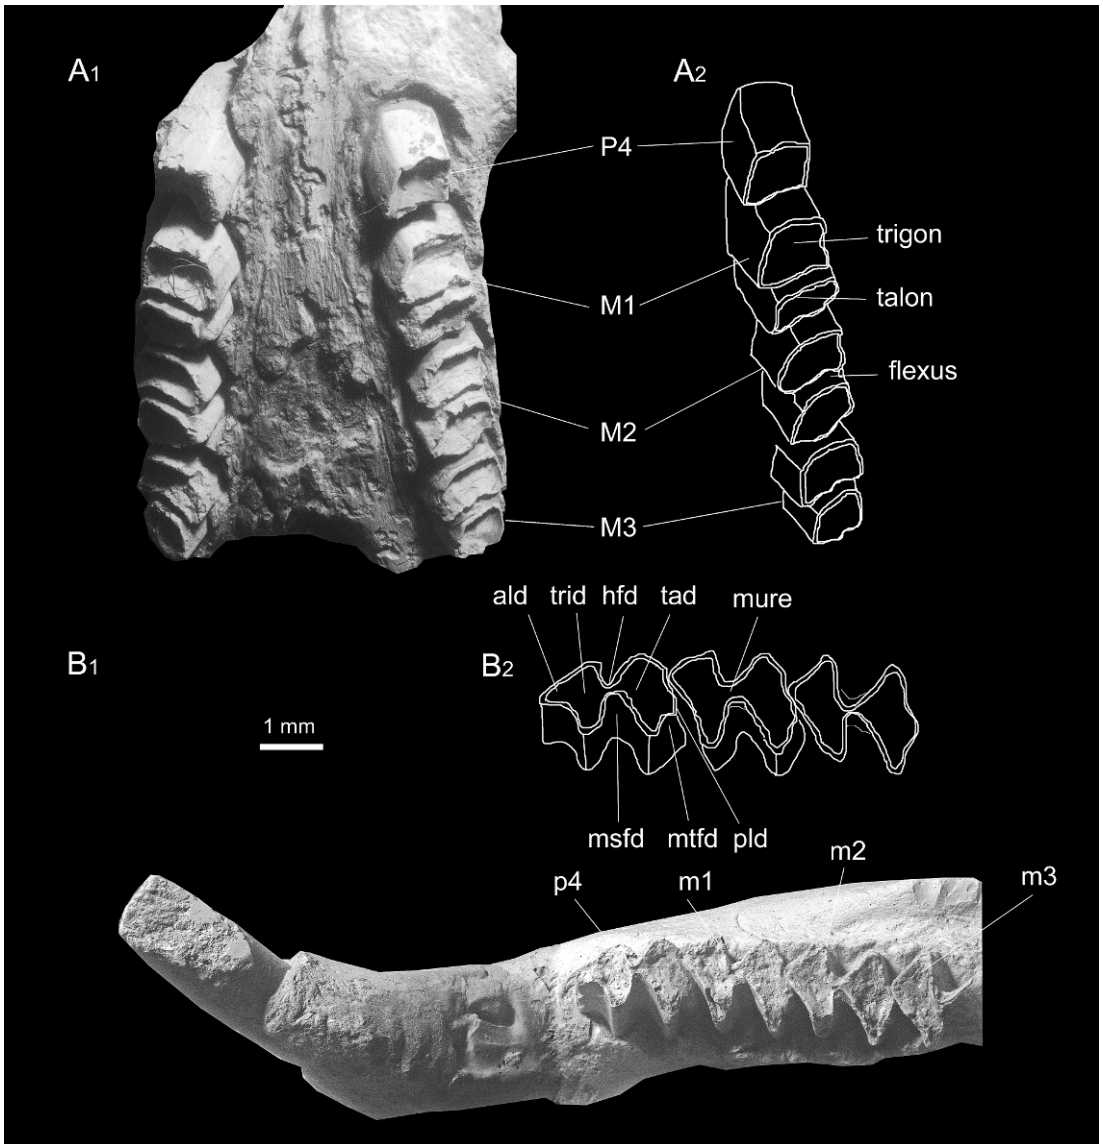 A1
A2
P4
trigon
M1
talon
flexus
M2
M3
ald trid hfd tad mure
B1
B2
1 mm
msfd mtfd pld
m2
p4 m1 m3